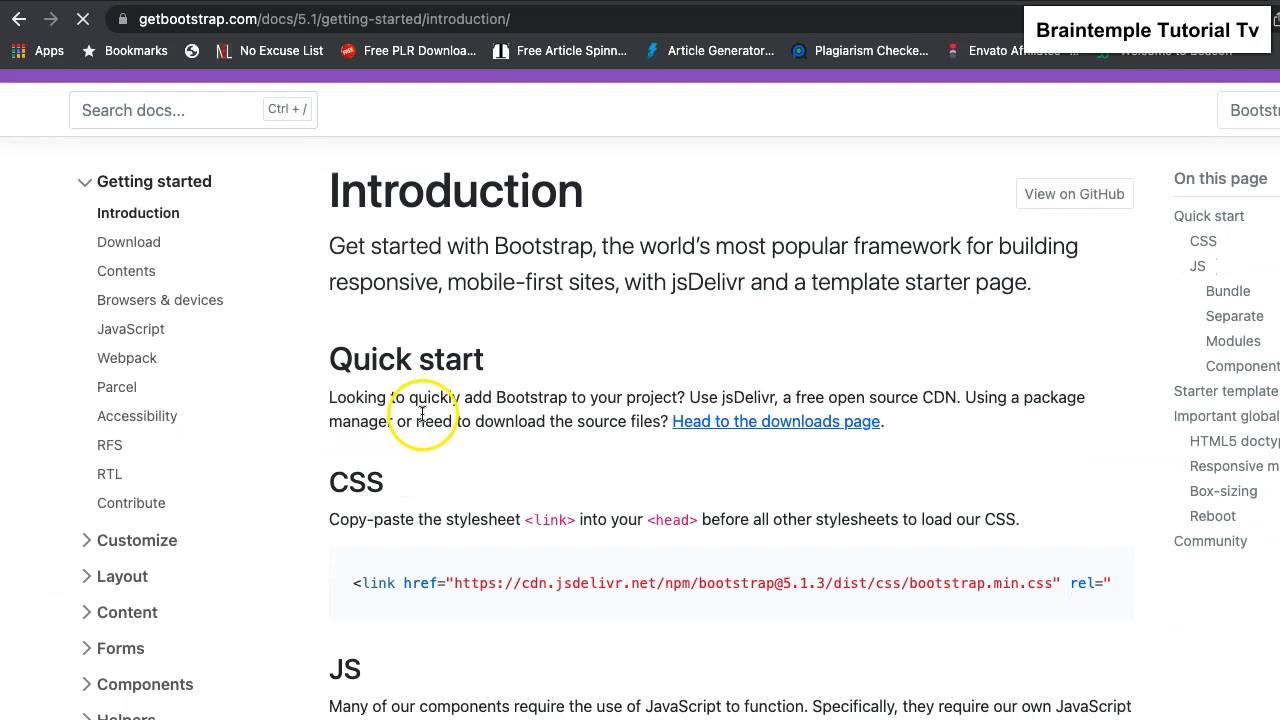 getbootstrap.com/docs/5.1/getting-started/introduction/
Braintemple Tutorial Tv
Apps Bookmarks No Excuse List Free PLR Downloa... Free Article Spinn... Article Generator... Plagiarism Checke... Envato Affiliates
Search docs... Ctrl + /
Bootstr
Getting started
Introduction
Download
Contents
Browsers & devices
JavaScript
Webpack
Parcel
Accessibility
RFS
RTL
Contribute
Customize
Layout
Content
Forms
Components
Helpers
Introduction
View on GitHub
Get started with Bootstrap, the world's most popular framework for building
responsive, mobile-first sites, with jsDelivr and a template starter page.
Quick start
Looking to quickly add Bootstrap to your project? Use jsDelivr, a free open source CDN. Using a package
manager or need to download the source files? Head to the downloads page.
CSS
Copy-paste the stylesheet <link> into your <head> before all other stylesheets to load our CSS.
<link href="https://cdn.jsdelivr.net/npm/bootstrap@5.1.3/dist/css/bootstrap.min.css" rel="
JS
Many of our components require the use of JavaScript to function. Specifically, they require our own JavaScript
On this page
Quick start
CSS
JS
Bundle
Separate
Modules
Component
Starter template
Important global
HTML5 docty
Responsive m
Box-sizing
Reboot
Community